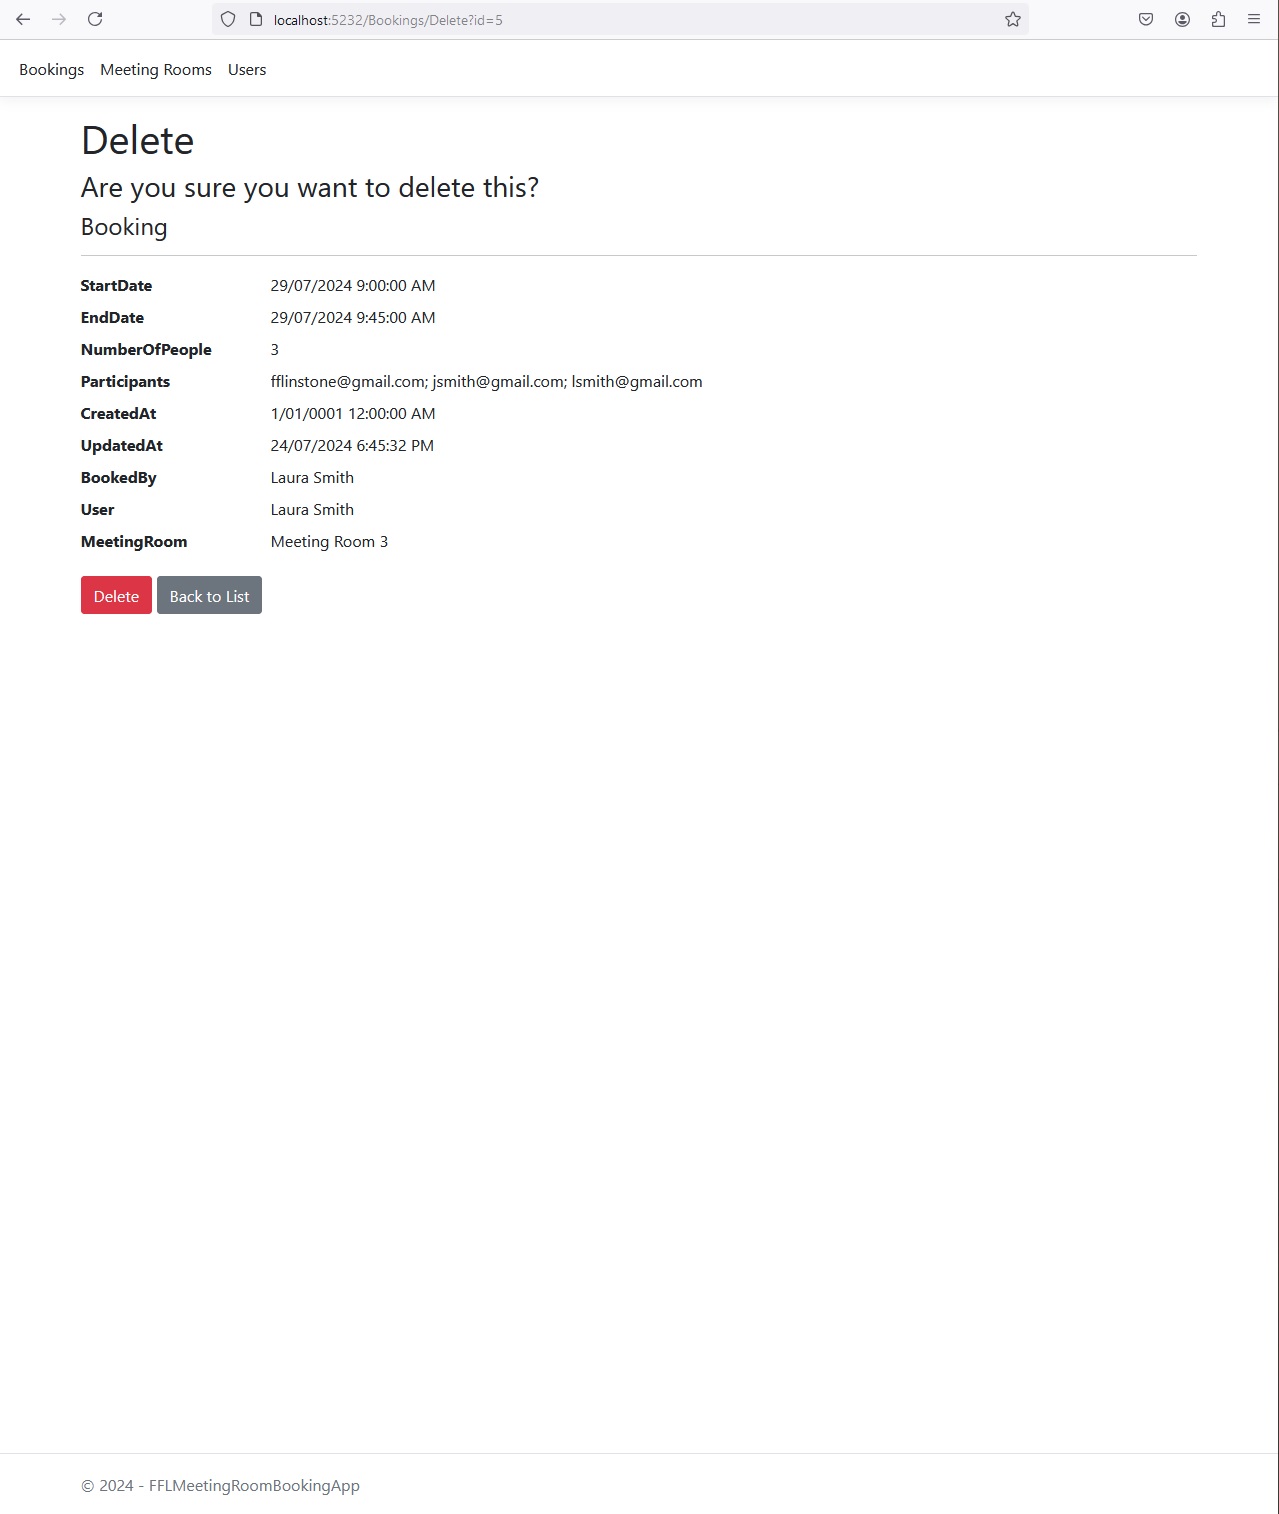 localhost:5232/Bookings/Delete?id=5
Bookings Meeting Rooms Users
Delete
Are you sure you want to delete this?
Booking
StartDate 29/07/2024 9:00:00 AM
EndDate 29/07/2024 9:45:00 AM
NumberOfPeople 3
Participants fflinstone@gmail.com; jsmith@gmail.com; lsmith@gmail.com
CreatedAt 1/01/0001 12:00:00 AM
UpdatedAt 24/07/2024 6:45:32 PM
BookedBy Laura Smith
User Laura Smith
MeetingRoom Meeting Room 3
Delete Back to List
© 2024 - FFLMeetingRoomBookingApp